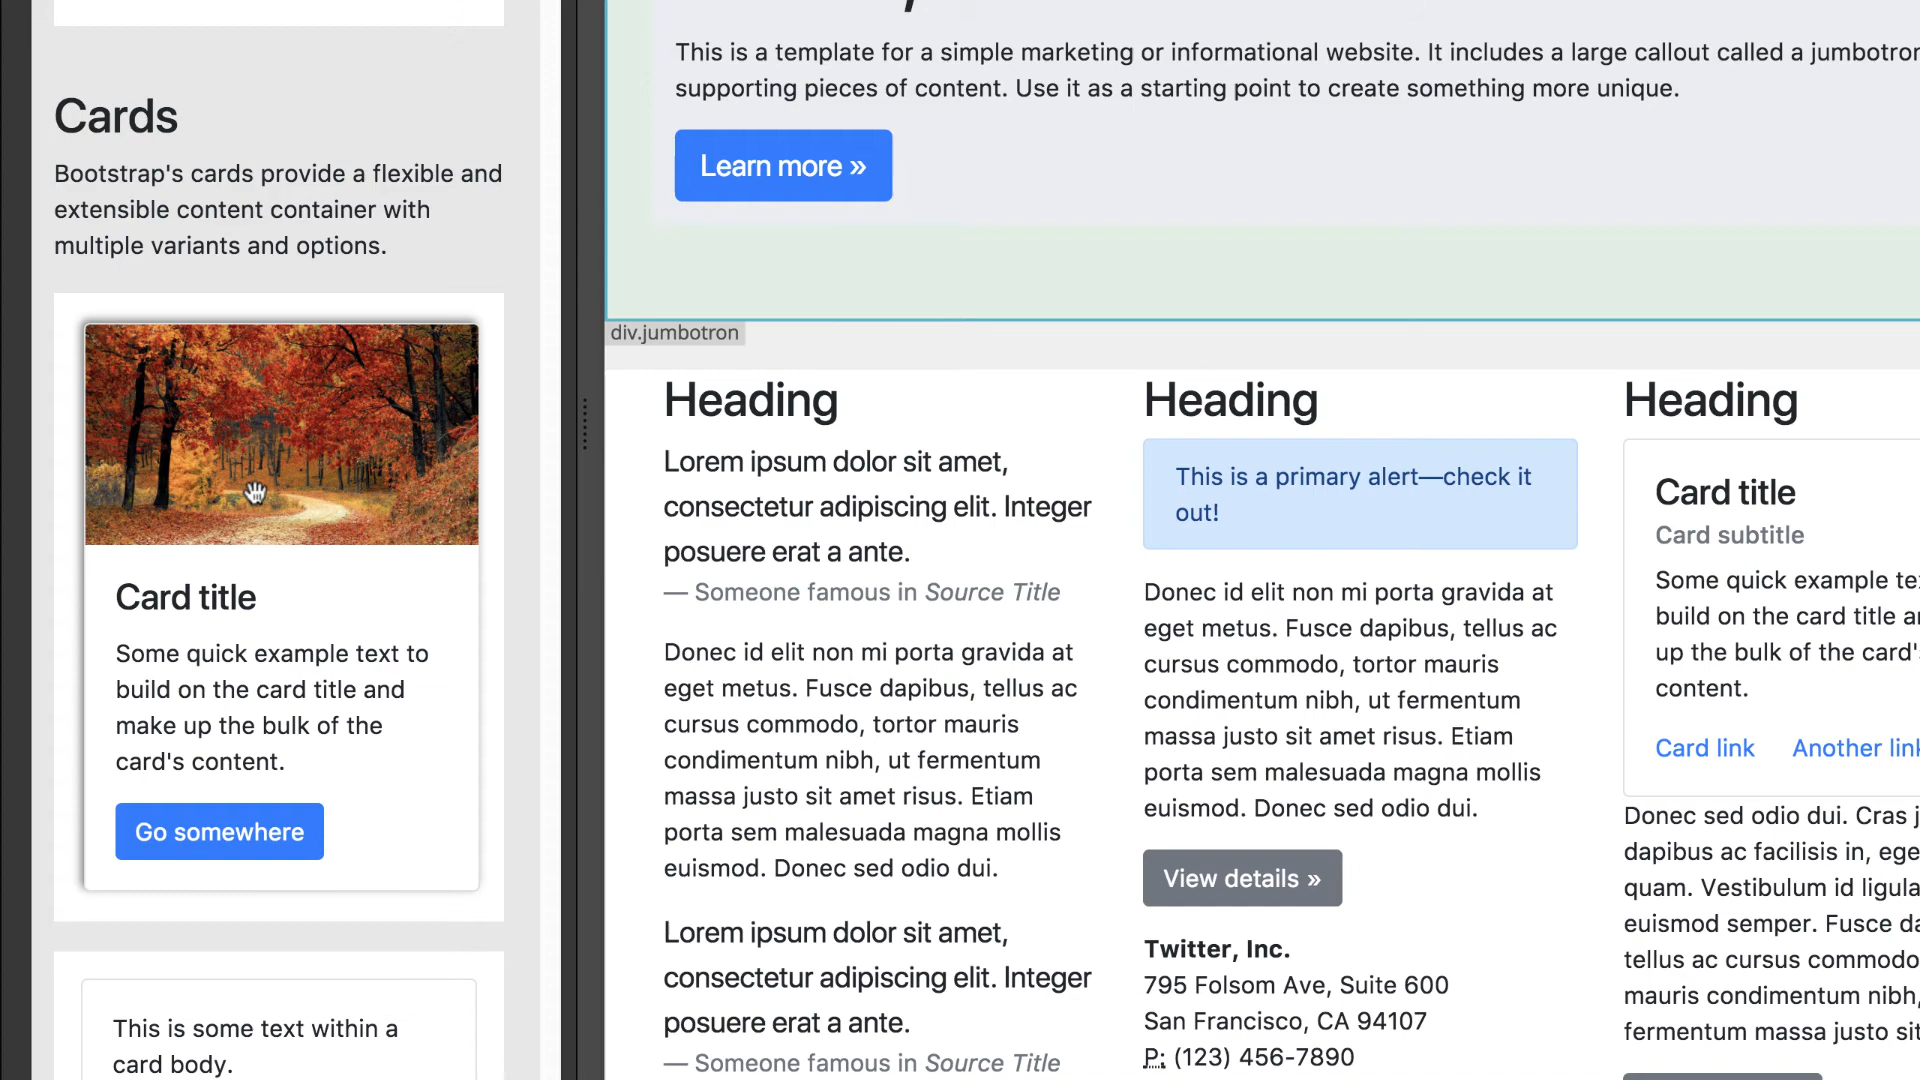 Cards
Bootstrap's cards provide a flexible and
extensible content container with
multiple variants and options.
Card title
Some quick example text to
build on the card title and
make up the bulk of the
card's content.
Go somewhere
This is some text within a
card body.
This is a template for a simple marketing or informational website. It includes a large callout called a jumbotron
supporting pieces of content. Use it as a starting point to create something more unique.
Learn more »
div.jumbotron
Heading
Lorem ipsum dolor sit amet,
consectetur adipiscing elit. Integer
posuere erat a ante.
— Someone famous in Source Title
Donec id elit non mi porta gravida at
eget metus. Fusce dapibus, tellus ac
cursus commodo, tortor mauris
condimentum nibh, ut fermentum
massa justo sit amet risus. Etiam
porta sem malesuada magna mollis
euismod. Donec sed odio dui.
Lorem ipsum dolor sit amet,
consectetur adipiscing elit. Integer
posuere erat a ante.
— Someone famous in Source Title
Heading
This is a primary alert—check it
out!
Donec id elit non mi porta gravida at
eget metus. Fusce dapibus, tellus ac
cursus commodo, tortor mauris
condimentum nibh, ut fermentum
massa justo sit amet risus. Etiam
porta sem malesuada magna mollis
euismod. Donec sed odio dui.
View details »
Twitter, Inc.
795 Folsom Ave, Suite 600
San Francisco, CA 94107
P: (123) 456-7890
Heading
Card title
Card subtitle
Some quick example
build on the card title
up the bulk of the card's
content.
Card link Another link
Donec sed odio dui. Cras
dapibus ac facilisis in,
quam. Vestibulum id ligula
euismod semper. Fusce
tellus ac cursus commodo
mauris condimentum nibh,
fermentum massa justo sit